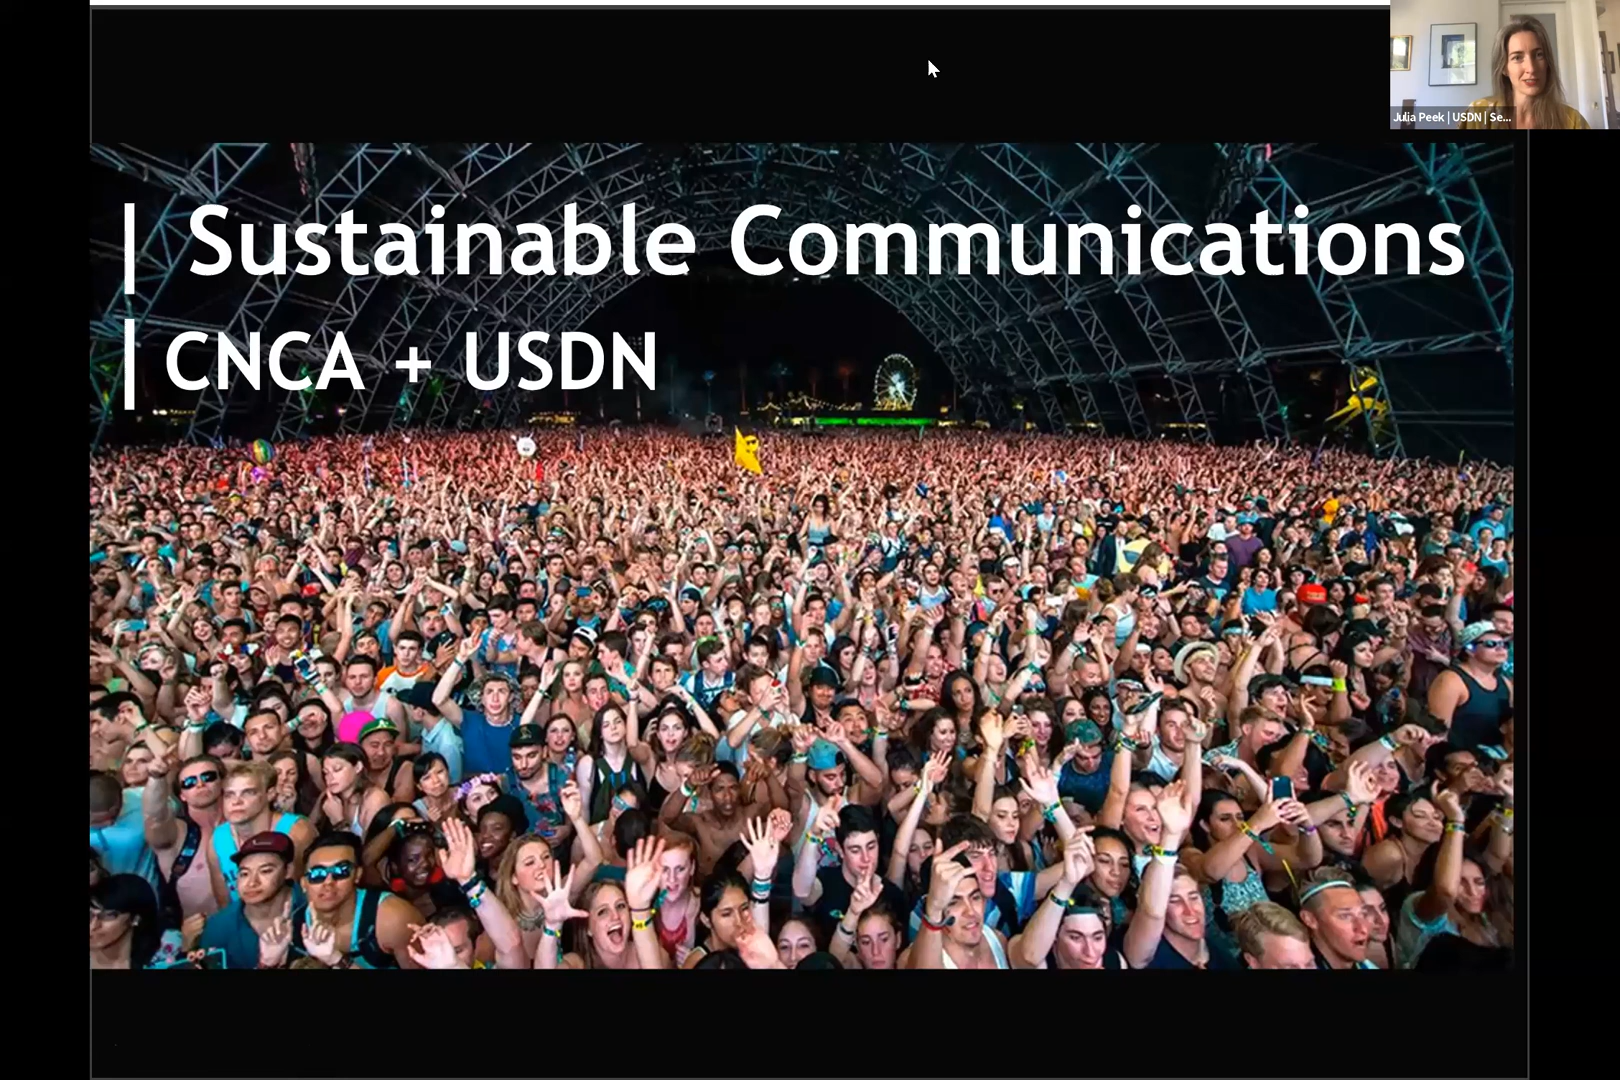 Julia Peek | USDN | Se...
| Sustainable Communications
| CNCA + USDN